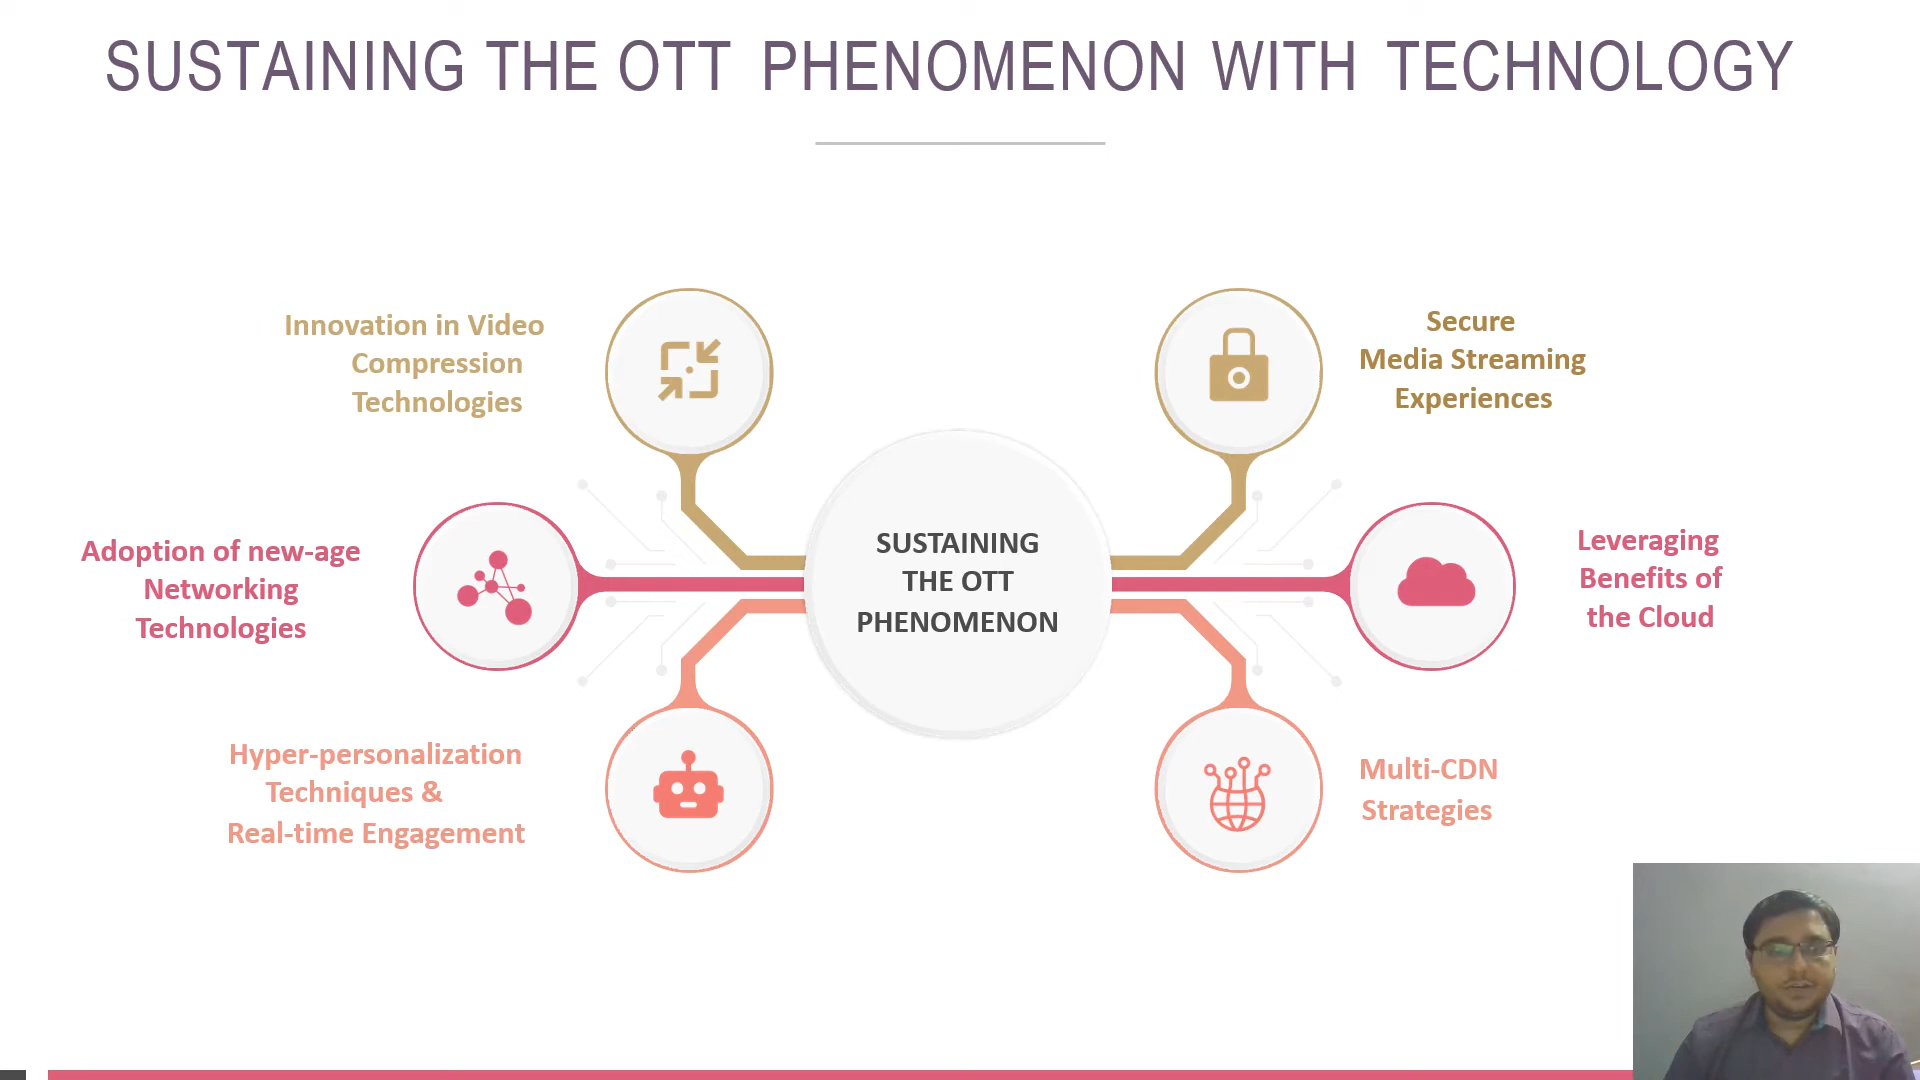 SUSTAINING THE OTT PHENOMENON WITH TECHNOLOGY
Innovation in Video
Compression
Technologies
Secure
Media Streaming
Experiences
Adoption of new-age
Networking
Technologies
SUSTAINING
THE OTT
PHENOMENON
Leveraging
Benefits of
the Cloud
Hyper-personalization
Techniques &
Real-time Engagement
Multi-CDN
Strategies